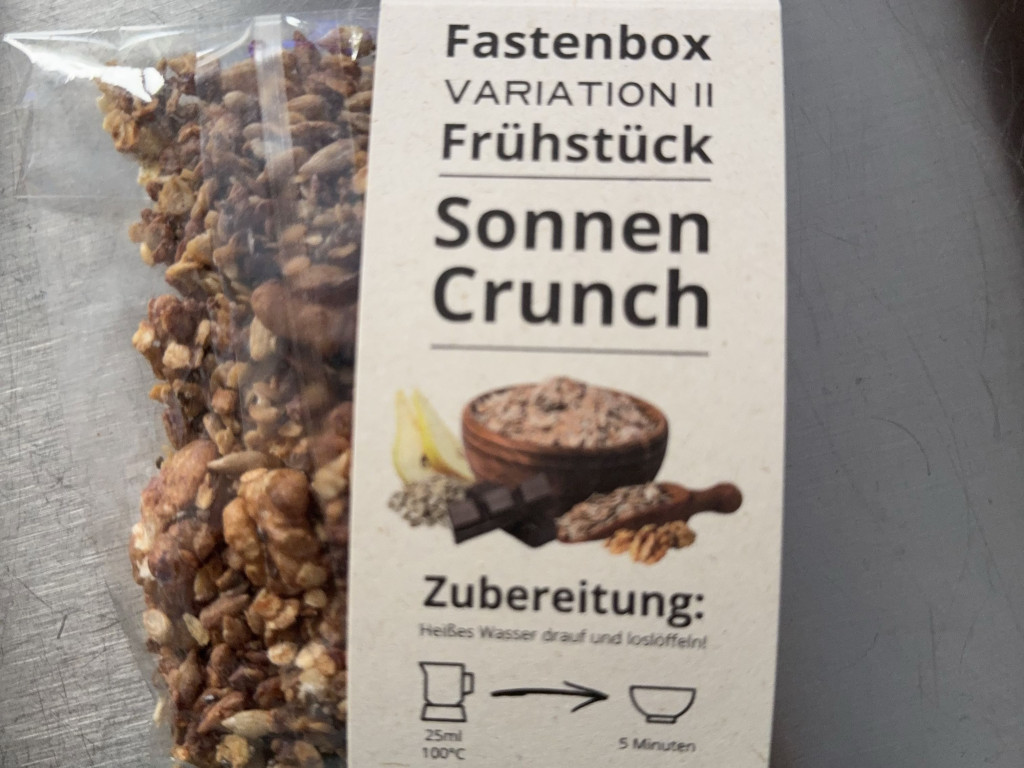 Fastenbox
VARIATION II
Frühstück
Sonnen
Crunch
Zubereitung:
Heißes Wasser drauf und loslöffeln!
25ml
100°C
5 Minuten